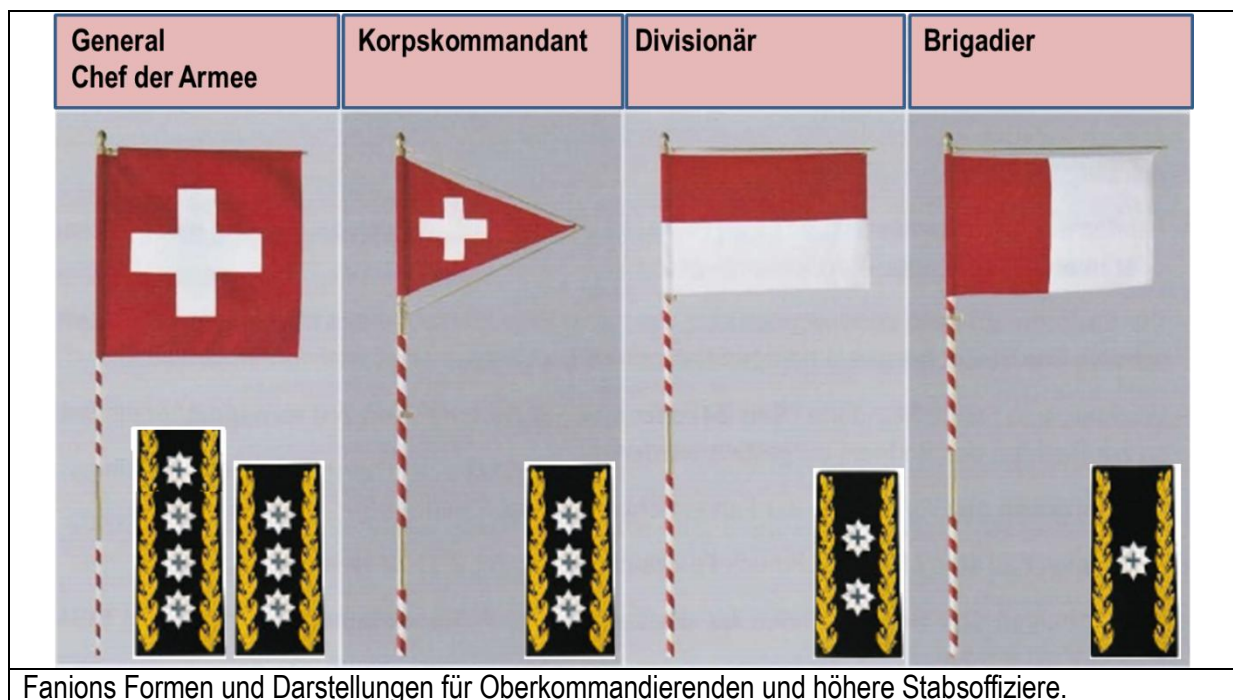 General
Chef der Armee
Korpskommandant
Divisionär
Brigadier
Fanions Formen und Darstellungen für Oberkommandierenden und höhere Stabsoffiziere.